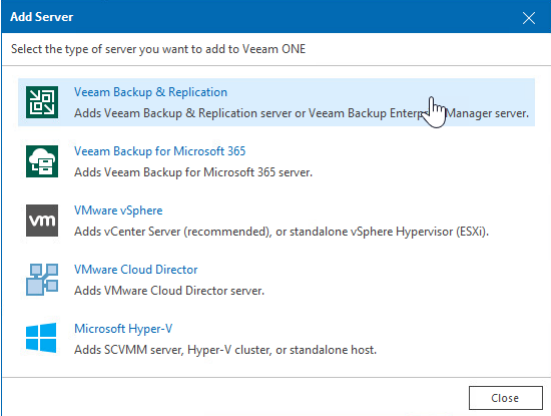 Add Server
Select the type of server you want to add to Veeam ONE
Veeam Backup & Replication
Adds Veeam Backup & Replication server or Veeam Backup Enterprise Manager server.
Veeam Backup for Microsoft 365
Adds Veeam Backup for Microsoft 365 server.
vm
VMware vSphere
Adds vCenter Server (recommended), or standalone vSphere Hypervisor (ESXi).
VMware Cloud Director
Adds VMware Cloud Director server.
Microsoft Hyper-V
Adds SCVMM server, Hyper-V cluster, or standalone host.
Close